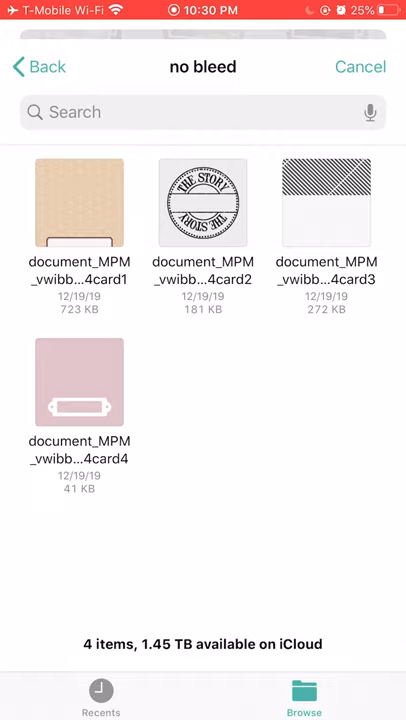 T-Mobile Wi-Fi 10:30 PM 25%
Back no bleed Cancel
Search
THE STORY
THE STORY
document_MPM
_vwibb...4card1
12/19/19
723 KB
document_MPM
_vwibb...4card2
12/19/19
181 KB
document_MPM
_vwibb...4card3
12/19/19
272 KB
document_MPM
_vwibb...4card4
12/19/19
41 KB
4 items, 1.45 TB available on iCloud
Recents Browse